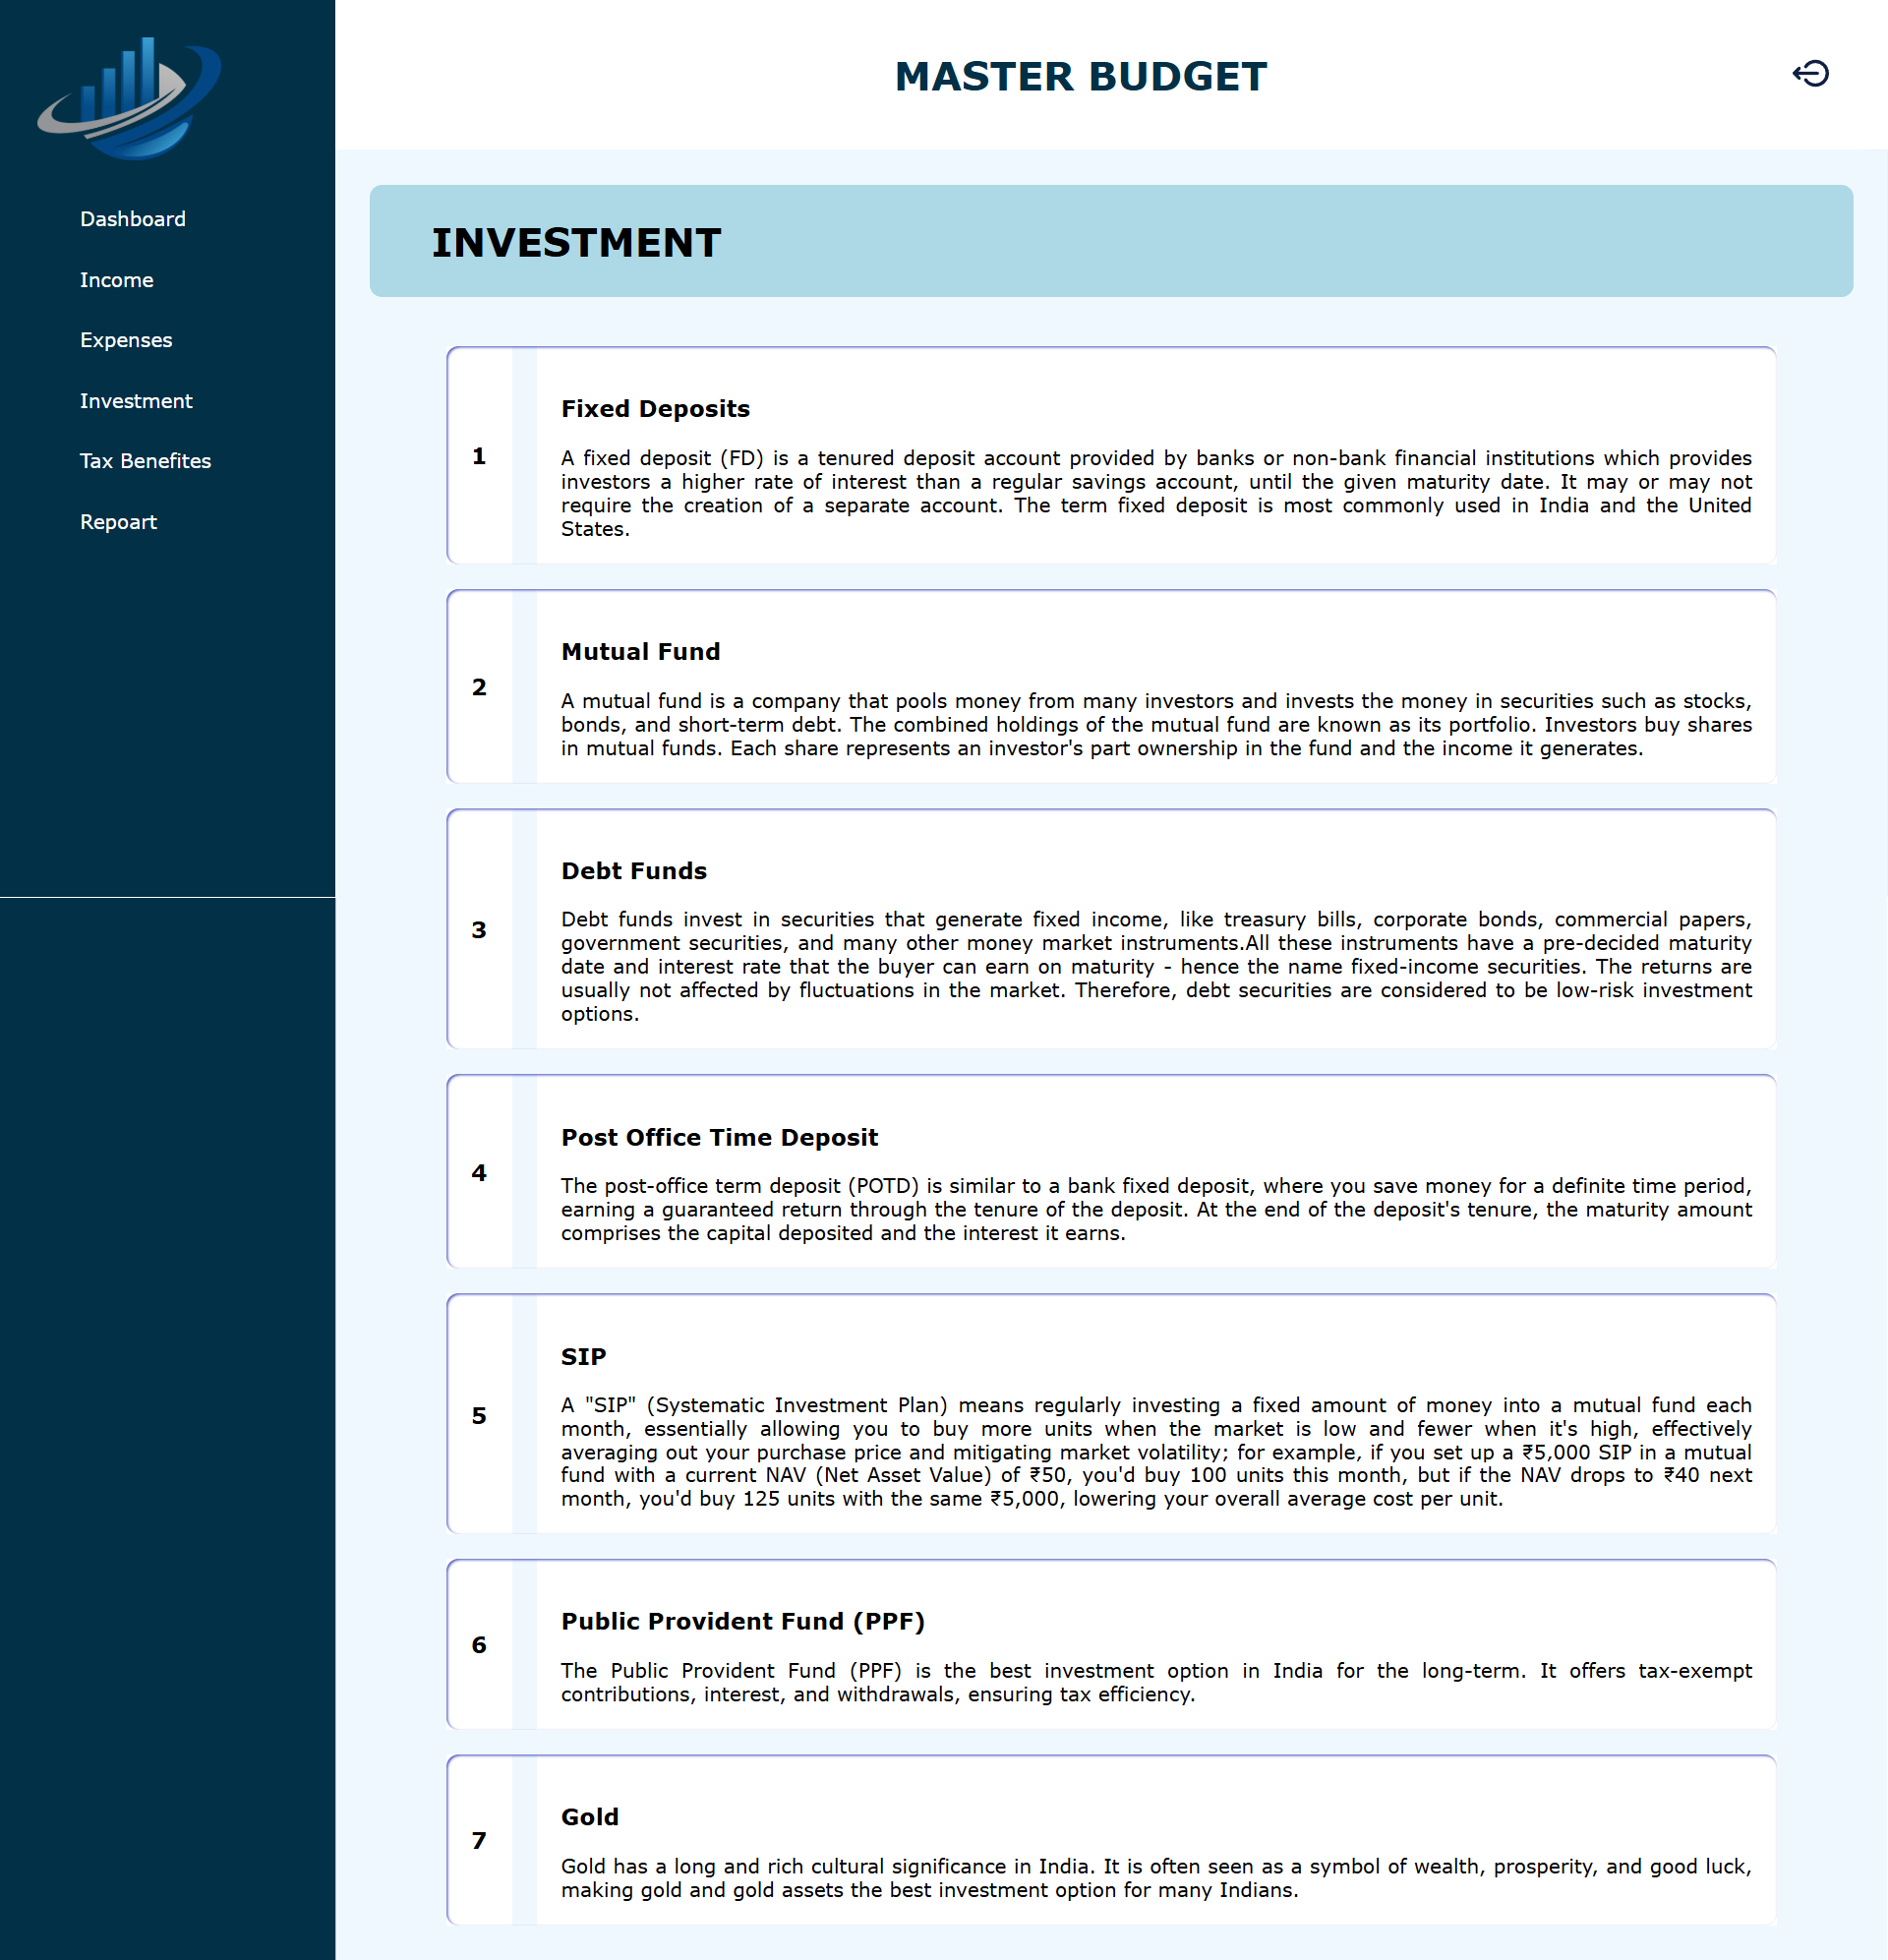 MASTER BUDGET
Dashboard
Income
Expenses
Investment
Tax Benefites
Repoart
INVESTMENT
1
Fixed Deposits
A fixed deposit (FD) is a tenured deposit account provided by banks or non-bank financial institutions which provides
investors a higher rate of interest than a regular savings account, until the given maturity date. It may or may not
require the creation of a separate account. The term fixed deposit is most commonly used in India and the United
States.
2
Mutual Fund
A mutual fund is a company that pools money from many investors and invests the money in securities such as stocks,
bonds, and short-term debt. The combined holdings of the mutual fund are known as its portfolio. Investors buy shares
in mutual funds. Each share represents an investor's part ownership in the fund and the income it generates.
3
Debt Funds
Debt funds invest in securities that generate fixed income, like treasury bills, corporate bonds, commercial papers,
government securities, and many other money market instruments.All these instruments have a pre-decided maturity
date and interest rate that the buyer can earn on maturity - hence the name fixed-income securities. The returns are
usually not affected by fluctuations in the market. Therefore, debt securities are considered to be low-risk investment
options.
4
Post Office Time Deposit
The post-office term deposit (POTD) is similar to a bank fixed deposit, where you save money for a definite time period,
earning a guaranteed return through the tenure of the deposit. At the end of the deposit's tenure, the maturity amount
comprises the capital deposited and the interest it earns.
5
SIP
A "SIP" (Systematic Investment Plan) means regularly investing a fixed amount of money into a mutual fund each
month, essentially allowing you to buy more units when the market is low and fewer when it's high, effectively
averaging out your purchase price and mitigating market volatility; for example, if you set up a ₹5,000 SIP in a mutual
fund with a current NAV (Net Asset Value) of ₹50, you'd buy 100 units this month, but if the NAV drops to ₹40 next
month, you'd buy 125 units with the same ₹5,000, lowering your overall average cost per unit.
6
Public Provident Fund (PPF)
The Public Provident Fund (PPF) is the best investment option in India for the long-term. It offers tax-exempt
contributions, interest, and withdrawals, ensuring tax efficiency.
7
Gold
Gold has a long and rich cultural significance in India. It is often seen as a symbol of wealth, prosperity, and good luck,
making gold and gold assets the best investment option for many Indians.